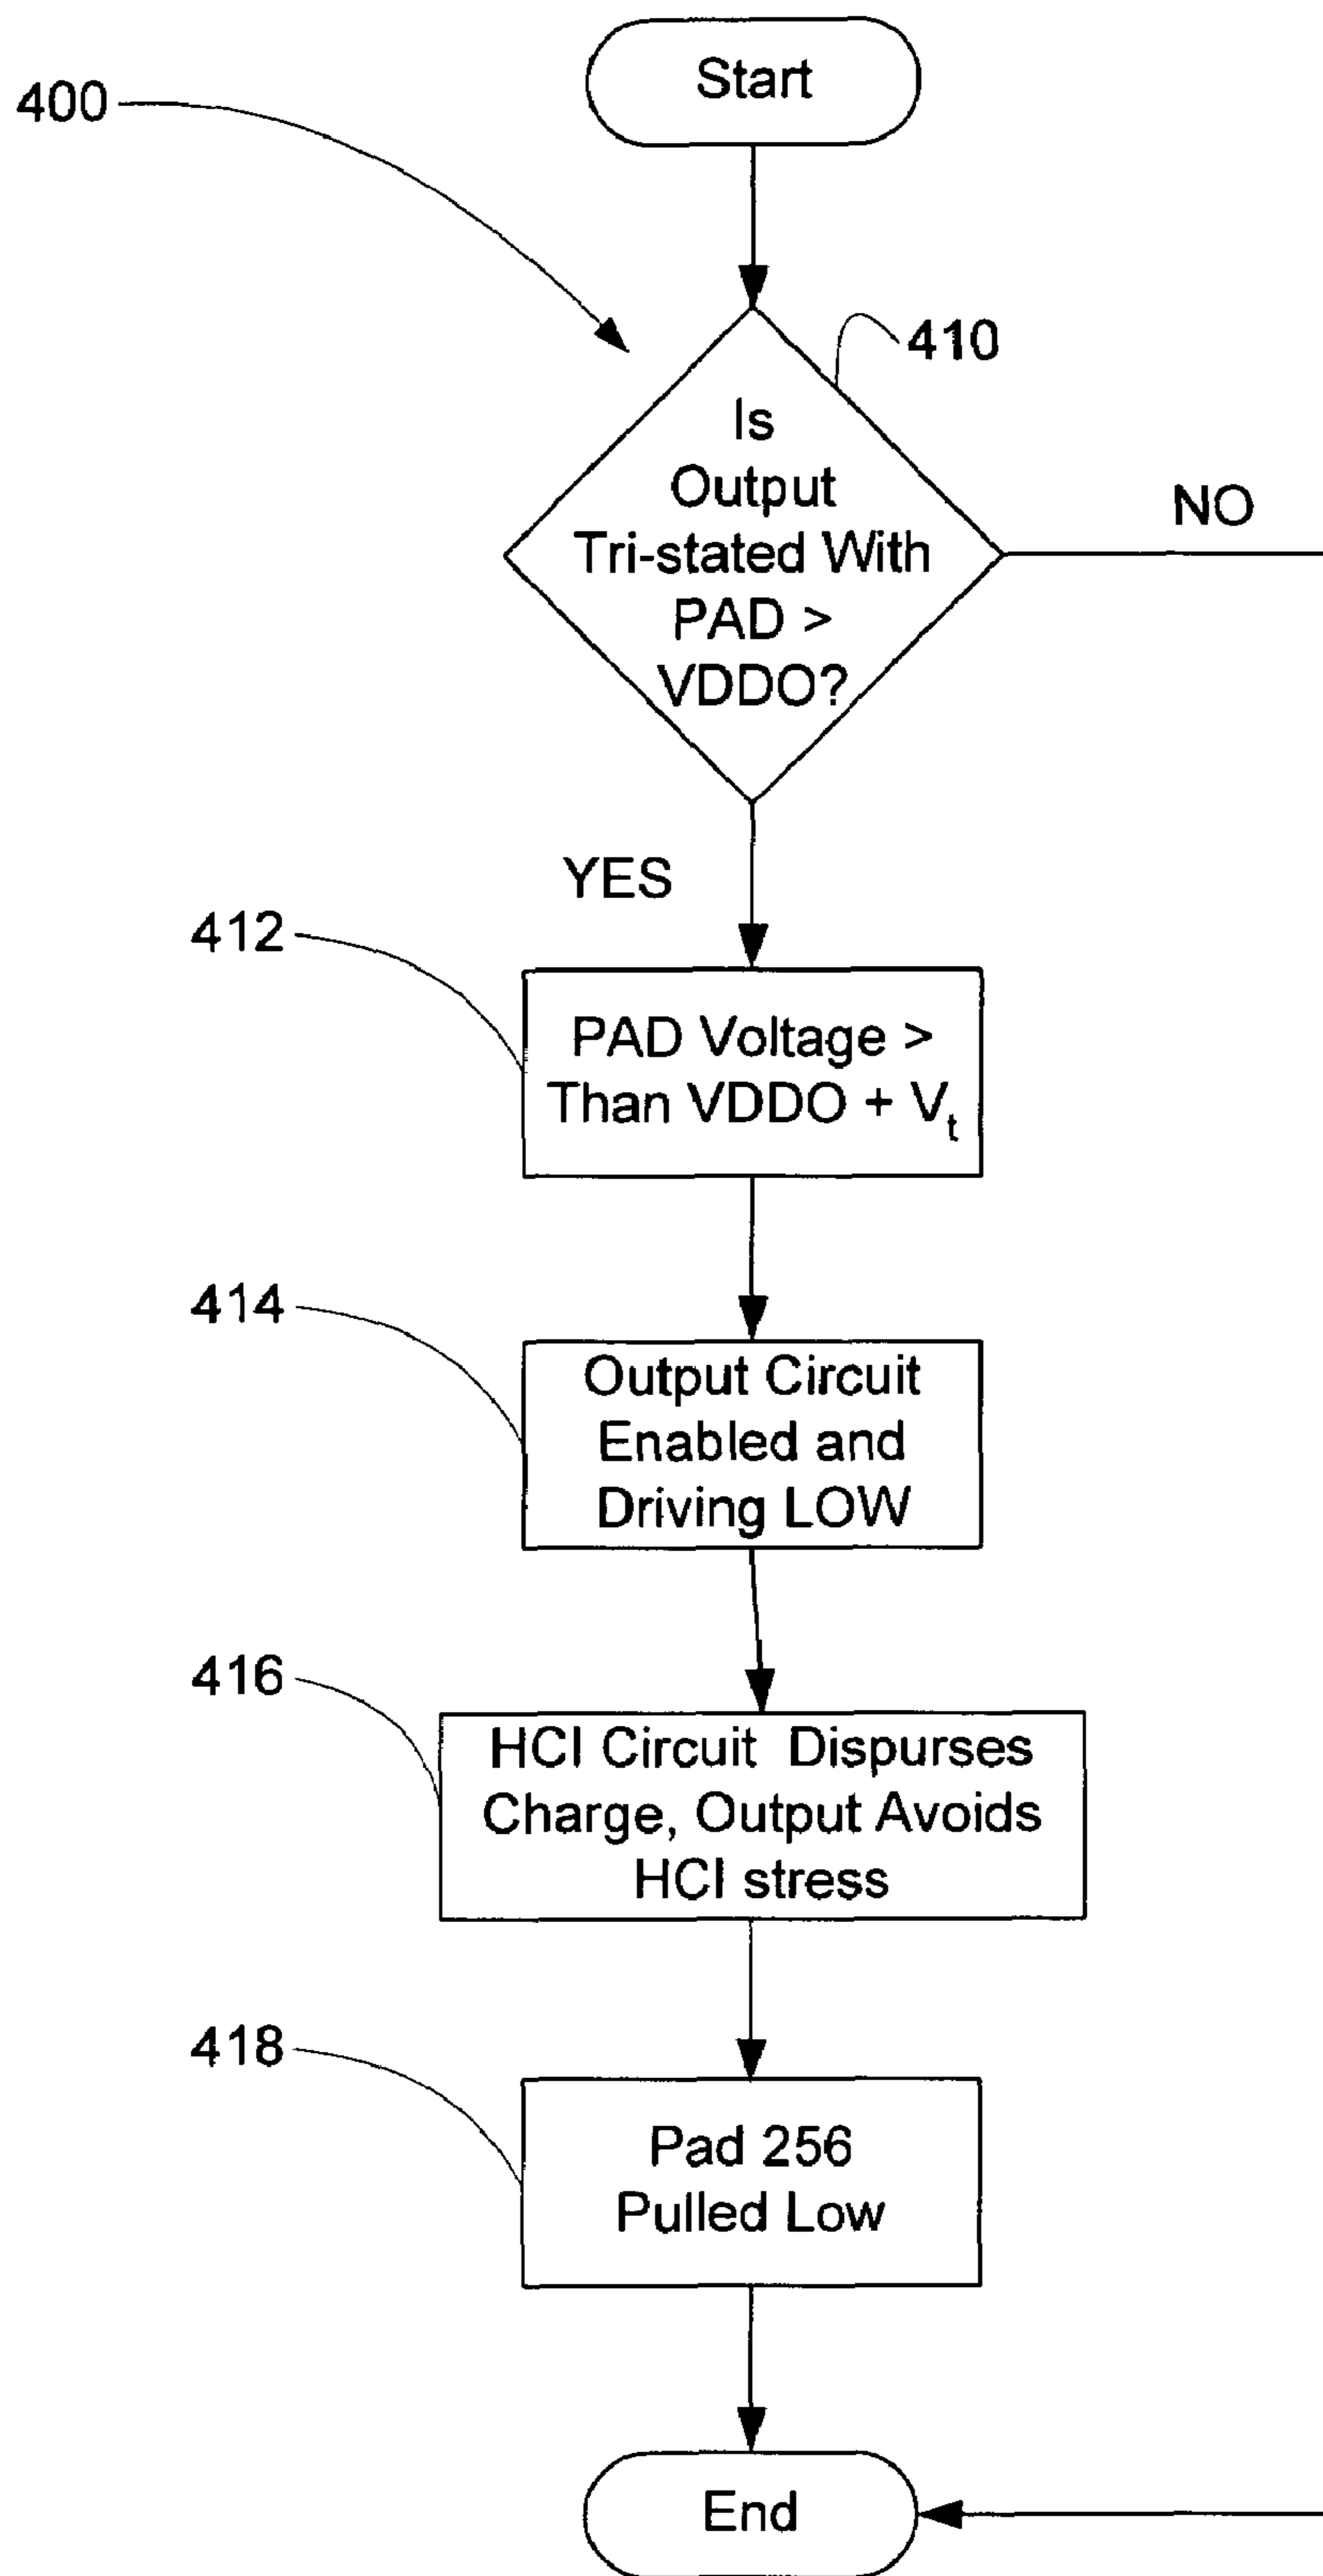 Start
400
410
Is
Output
Tri-stated With
PAD >
VDDO?
NO
YES
412
PAD Voltage >
Than VDDO + Vt
414
Output Circuit
Enabled and
Driving LOW
416
HCI Circuit Dispurses
Charge, Output Avoids
HCI stress
418
Pad 256
Pulled Low
End